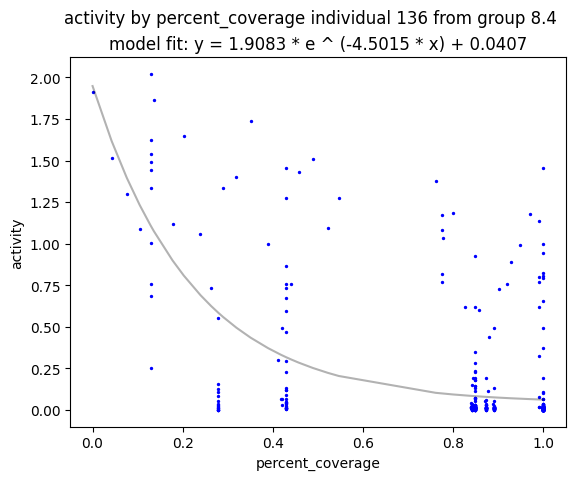 activity by percent_coverage individual 136 from group 8.4
model fit: y = 1.9083 * e ^ (-4.5015 * x) + 0.0407
2.00
1.75
1.50
1.25
1.00
0.75
0.50
0.25
0.00
activity
0.0 0.2 0.4 0.6 0.8 1.0
percent_coverage